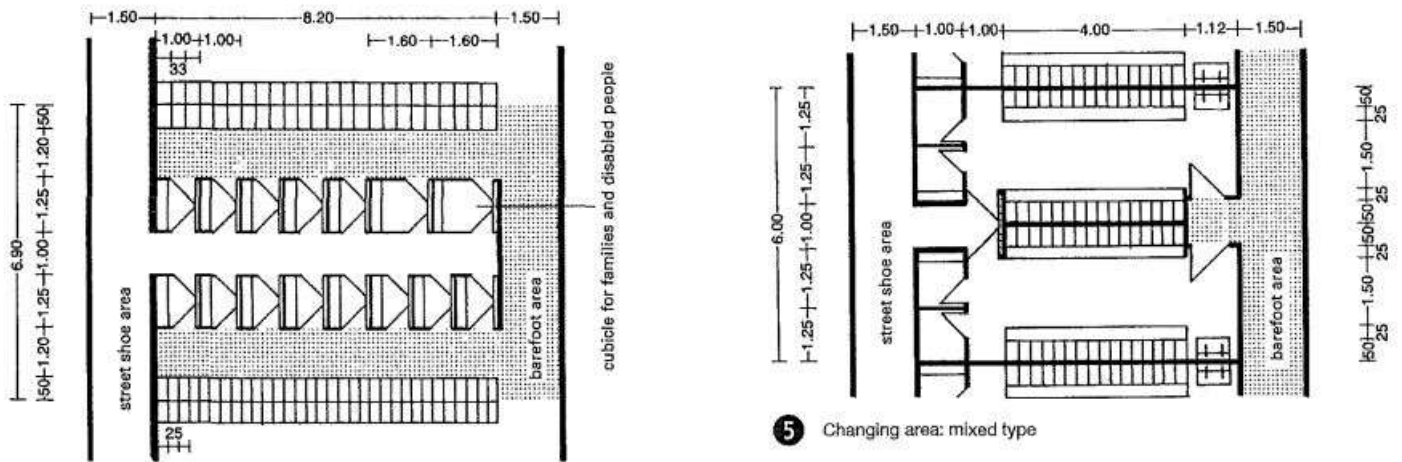 1.50 8.20 1.50
1.00 1.00 1.60 1.60
33
6.90
50 1.20 1.25 1.00 1.25 1.20 50
street shoe area
barefoot area
cubicle for families and disabled people
25
1.50 1.00 1.00 4.00 1.12 1.50
6.00
1.25 1.25 1.00 1.25 1.25
street shoe area
barefoot area
50 25 1.50 25 50 50 25 1.50 25 50
5 Changing area: mixed type